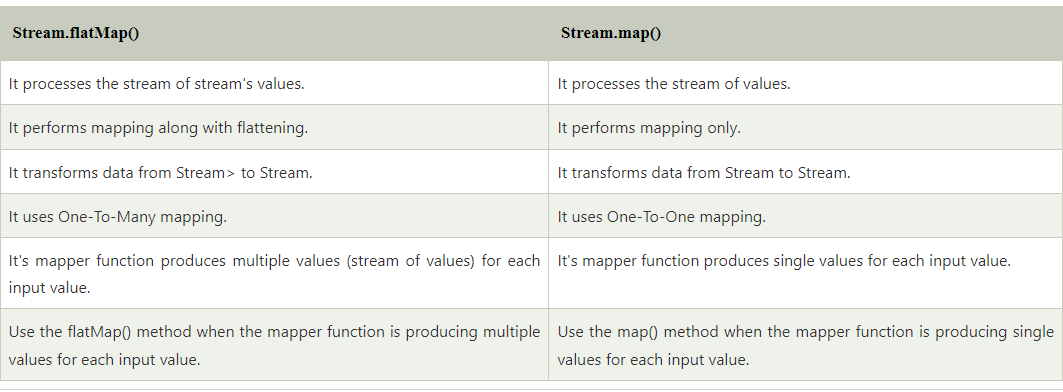 Stream.flatMap()
Stream.map()
It processes the stream of stream's values.
It processes the stream of values.
It performs mapping along with flattening.
It performs mapping only.
It transforms data from Stream> to Stream.
It transforms data from Stream to Stream.
It uses One-To-Many mapping.
It uses One-To-One mapping.
It's mapper function produces multiple values (stream of values) for each
input value.
It's mapper function produces single values for each input value.
Use the flatMap() method when the mapper function is producing multiple
values for each input value.
Use the map() method when the mapper function is producing single
values for each input value.